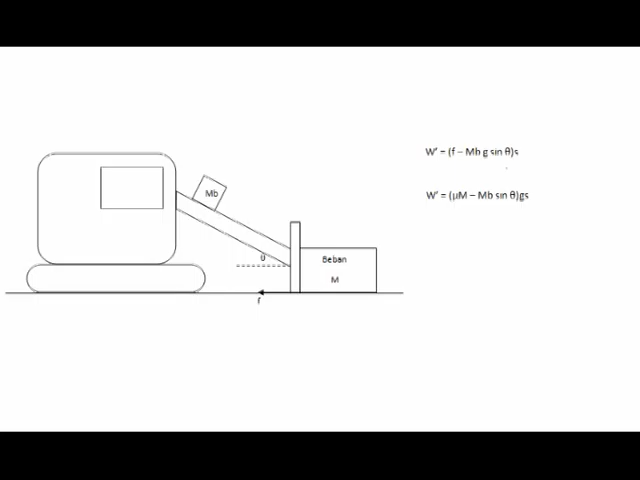 W' = (f – Mb g sin θ)s
W' = (μM – Mb sin θ)gs
Mb
θ
Beban
M
f